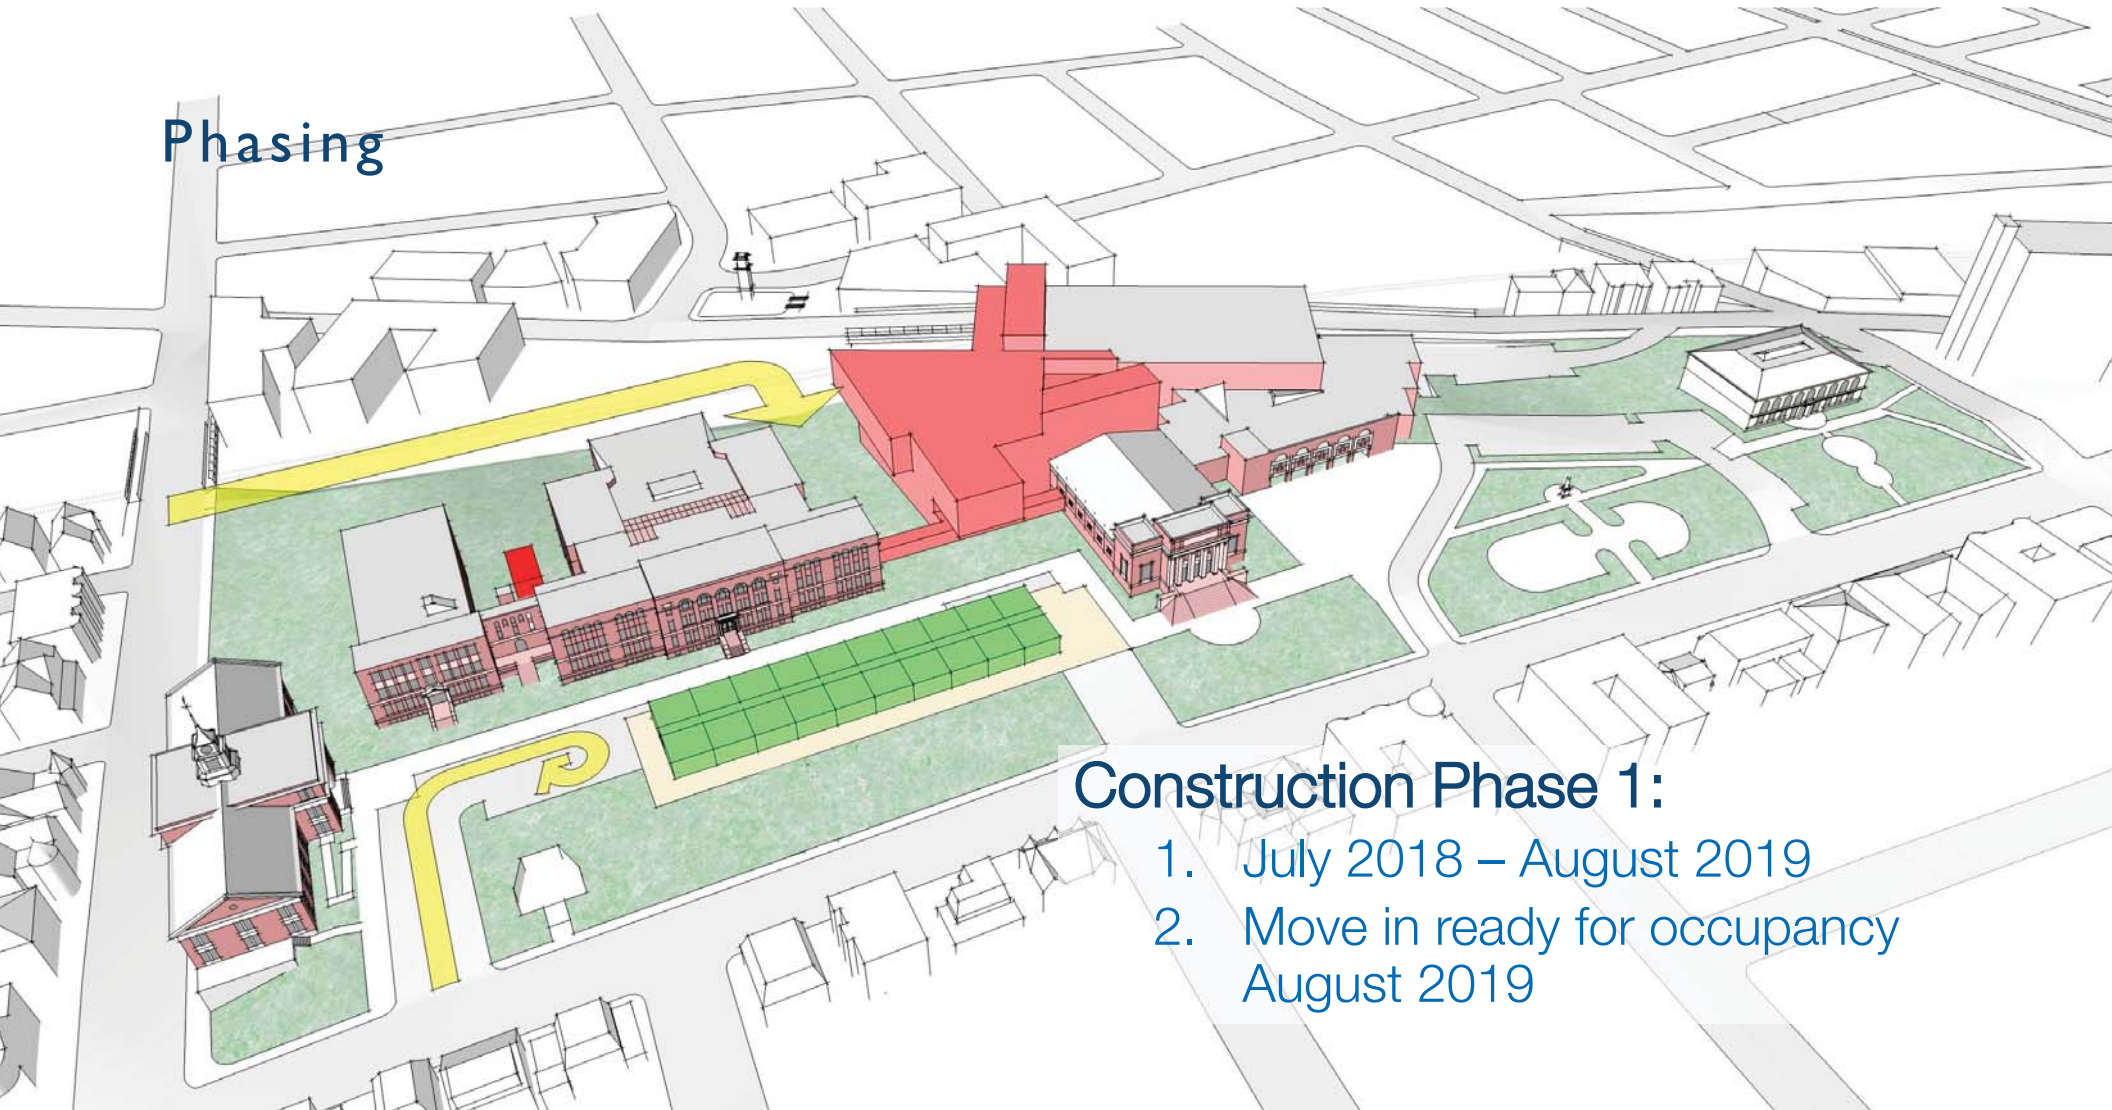 Phasing
Construction Phase 1:
1. July 2018 – August 2019
2. Move in ready for occupancy
August 2019